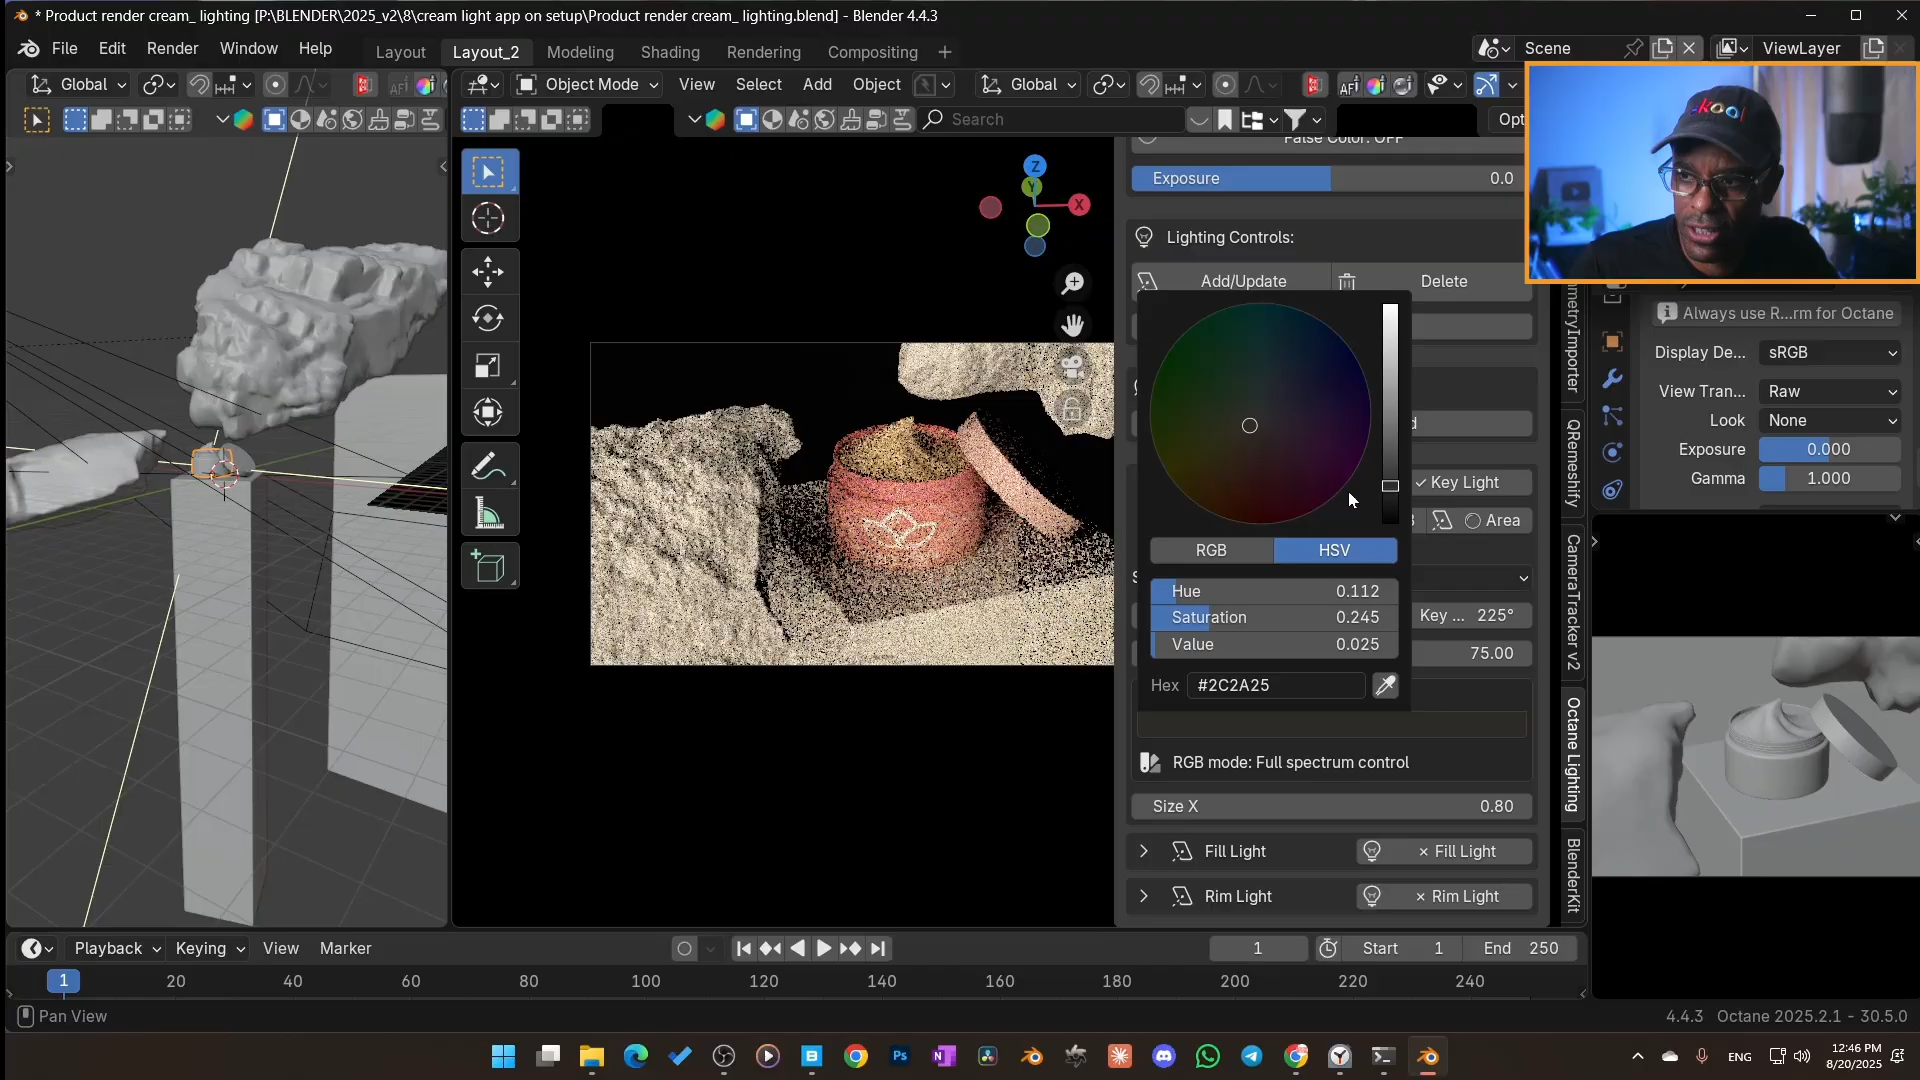 * Product render cream_ lighting [P:\BLENDER\2025_v2\8\cream light app on setup\Product render cream_ lighting.blend] - Blender 4.4.3
File Edit Render Window Help
Layout Layout_2 Modeling Shading Rendering Compositing
Scene ViewLayer
Global Object Mode View Select Add Object Global
Search Opt
False Color: OFF
Exposure 0.0
Lighting Controls:
Add/Update Delete
d
Key Light
Area
RGB HSV
Hue 0.112
Saturation 0.245
Value 0.025
Hex #2C2A25
Key ... 225°
75.00
RGB mode: Full spectrum control
Size X 0.80
Fill Light × Fill Light
Rim Light × Rim Light
metryImporter
QRemeshify
CameraTracker v2
Octane Lighting
BlenderKit
-kool
Always use R...rm for Octane
Display De... sRGB
View Tran... Raw
Look None
Exposure 0.000
Gamma 1.000
Z
Y
X
Playback Keying View Marker
1 Start 1 End 250
1 20 40 60 80 100 120 140 160 180 200 220 240
Pan View
4.4.3 Octane 2025.2.1 - 30.5.0
ENG
12:46 PM
8/20/2025